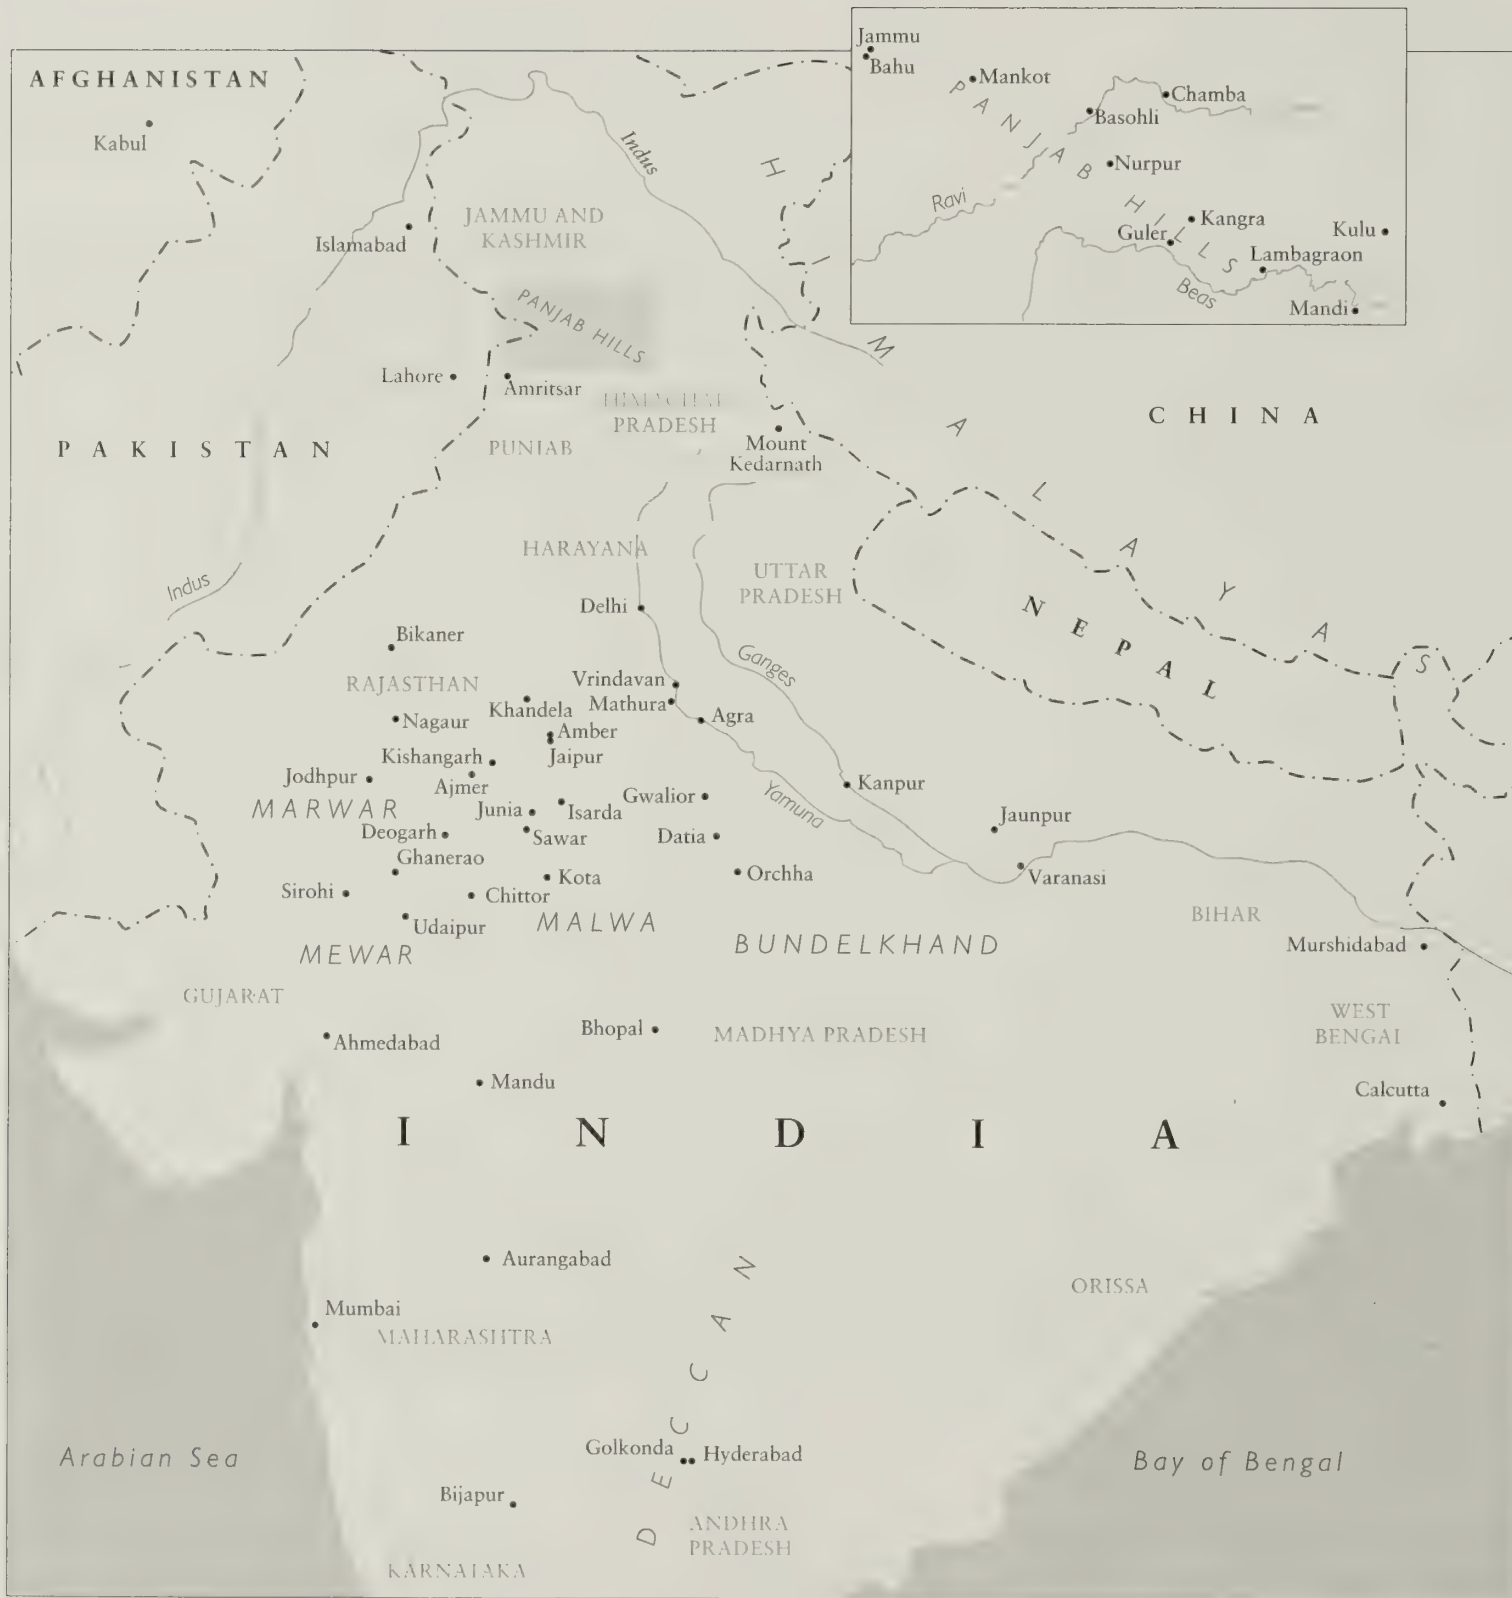 Jammu
Bahu
Mankot
Chamba
Basohli
PANJAB HILLS
Nurpur
Ravi
Kangra
Guler
Kulu
Lambagraon
Beas
Mandi
AFGHANISTAN
Kabul
Indus
JAMMU AND
KASHMIR
Islamabad
PANJAB HILLS
HIMALAYAS
Lahore
Amritsar
HIMACHAL
PRADESH
CHINA
PAKISTAN
PUNJAB
Mount
Kedarnath
HARAYANA
UTTAR
PRADESH
Indus
Delhi
NEPAL
Bikaner
Ganges
RAJASTHAN
Vrindavan
Khandela
Mathura
Nagaur
Agra
Amber
Kishangarh
Jaipur
Jodhpur
Ajmer
Kanpur
MARWAR
Junia
Isarda
Gwalior
Yamuna
Jaunpur
Deogarh
Sawar
Datia
Ghanerao
Kota
Orchha
Varanasi
Sirohi
Chittor
Udaipur
MALWA
BIHAR
MEWAR
BUNDELKHAND
Murshidabad
GUJARAT
WEST
BENGAL
Ahmedabad
Bhopal
MADHYA PRADESH
Mandu
Calcutta
INDIA
Aurangabad
ORISSA
Mumbai
MAHARASHTRA
DECCAN
Arabian Sea
Golkonda
Hyderabad
Bay of Bengal
Bijapur
ANDHRA
PRADESH
KARNATAKA